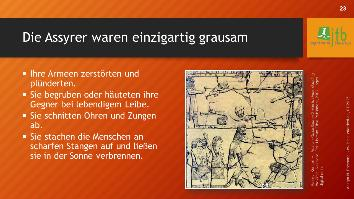 23
Die Assyrer waren einzigartig grausam
jtb
Ihre Armeen zerstörten und
plünderten.
Sie begruben oder häuteten ihre
Gegner bei lebendigem Leibe.
Sie schnitten Ohren und Zungen
ab.
Sie stachen die Menschen an
scharfen Stangen auf und ließen
sie in der Sonne verbrennen.